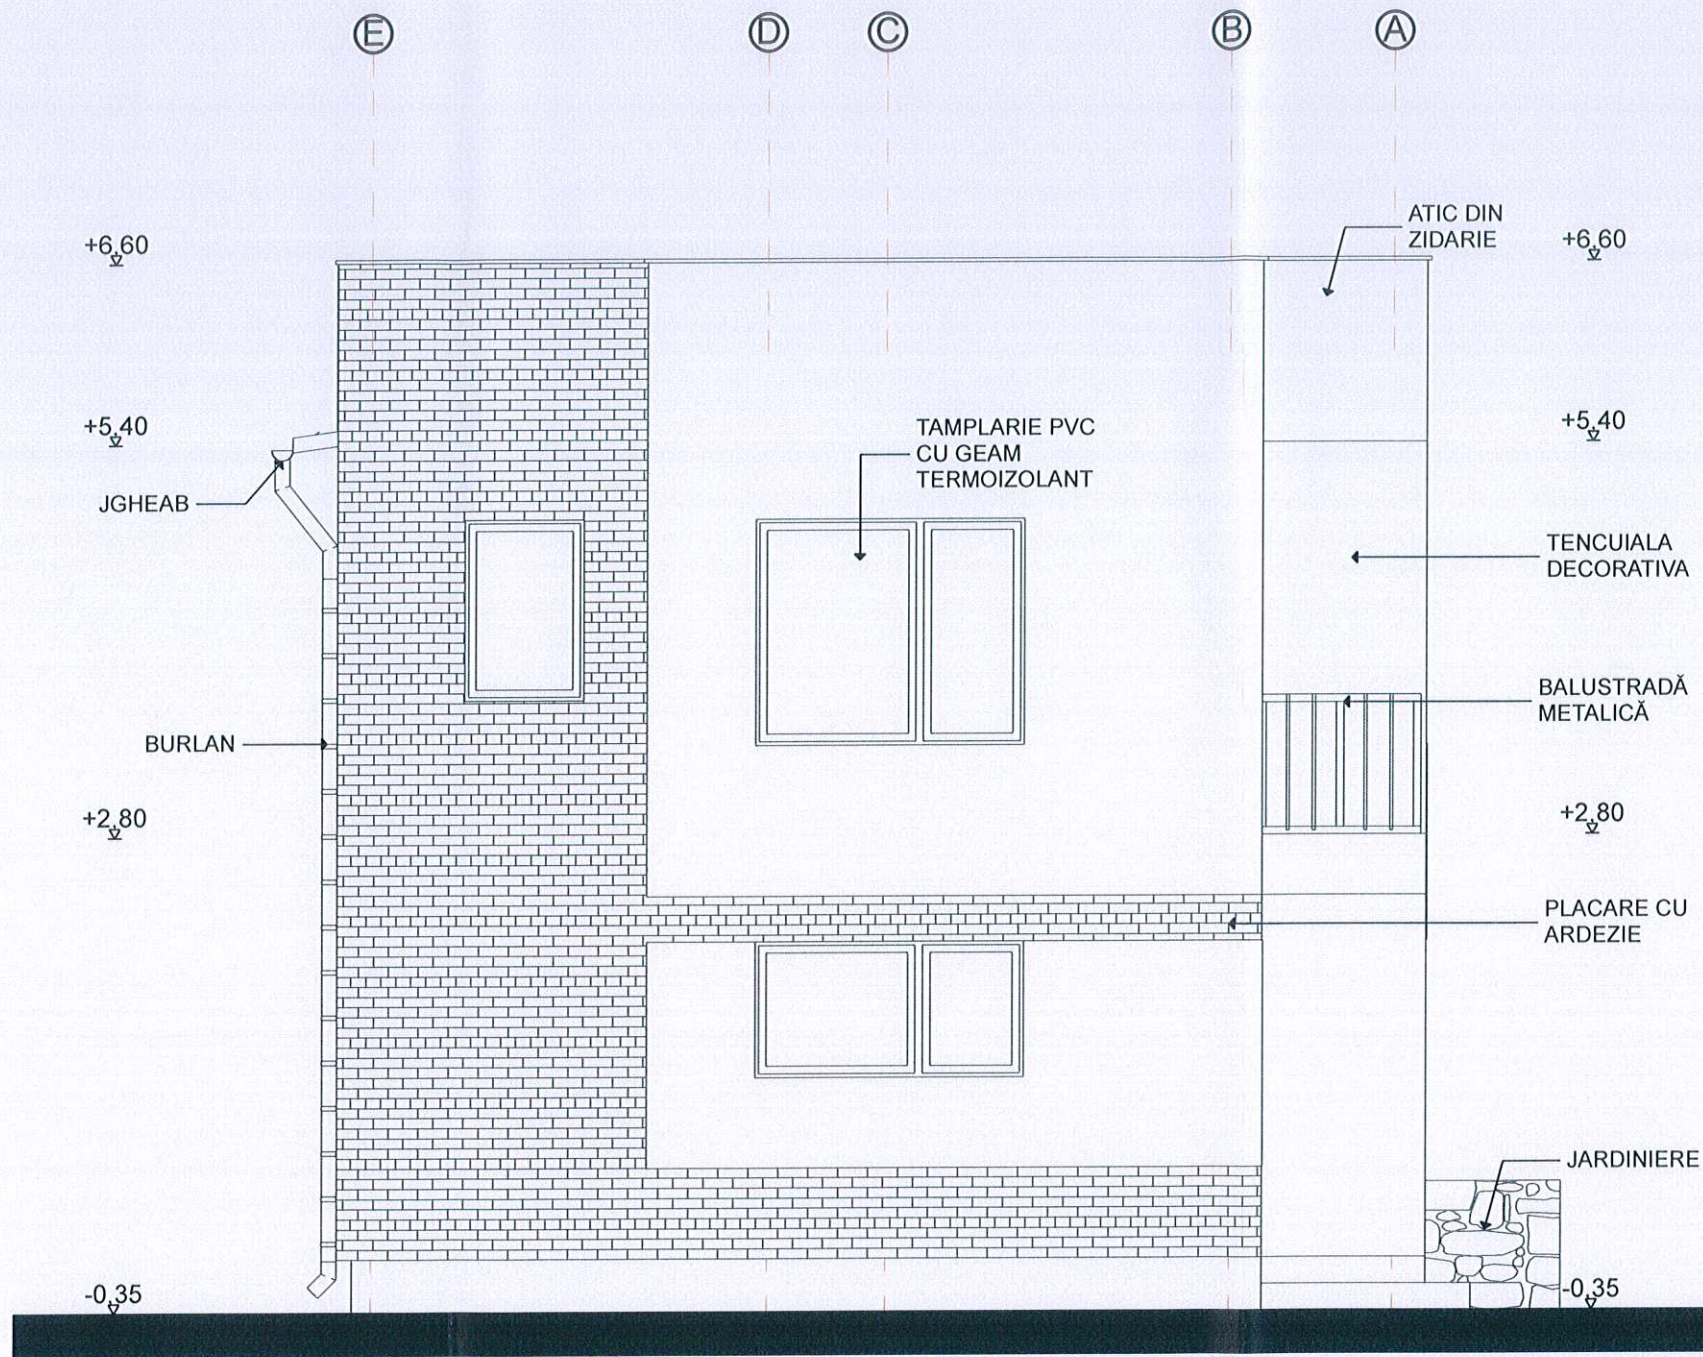 E D C B A
ATIC DIN
ZIDARIE
+6,60
+6,60
+5,40
+5,40
TAMPLARIE PVC
CU GEAM
TERMOIZOLANT
JGHEAB
TENCUIALA
DECORATIVA
BALUSTRADĂ
METALICĂ
BURLAN
+2,80
+2,80
PLACARE CU
ARDEZIE
JARDINIERE
-0,35
-0,35